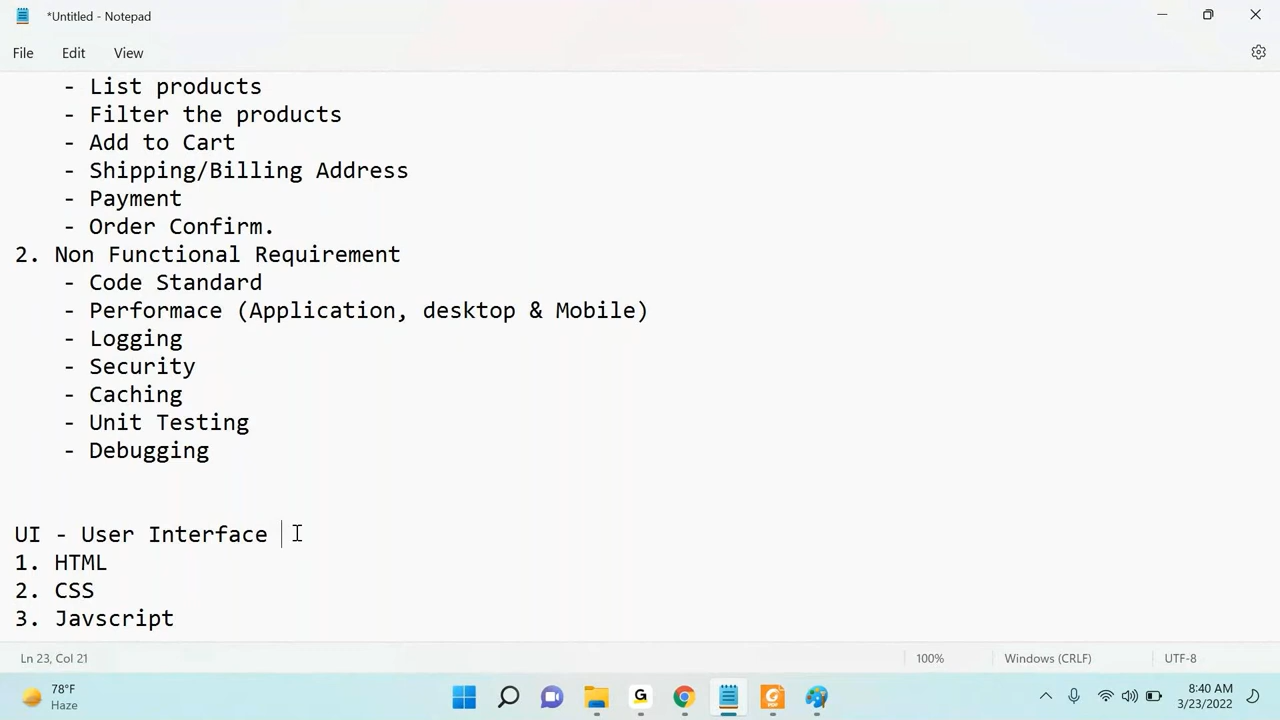 *Untitled - Notepad
File Edit View
- List products
- Filter the products
- Add to Cart
- Shipping/Billing Address
- Payment
- Order Confirm.
2. Non Functional Requirement
- Code Standard
- Performace (Application, desktop & Mobile)
- Logging
- Security
- Caching
- Unit Testing
- Debugging
UI - User Interface
1. HTML
2. CSS
3. Javscript
Ln 23, Col 21 100% Windows (CRLF) UTF-8
78°F
Haze
G
G
PDF
8:40 AM
3/23/2022